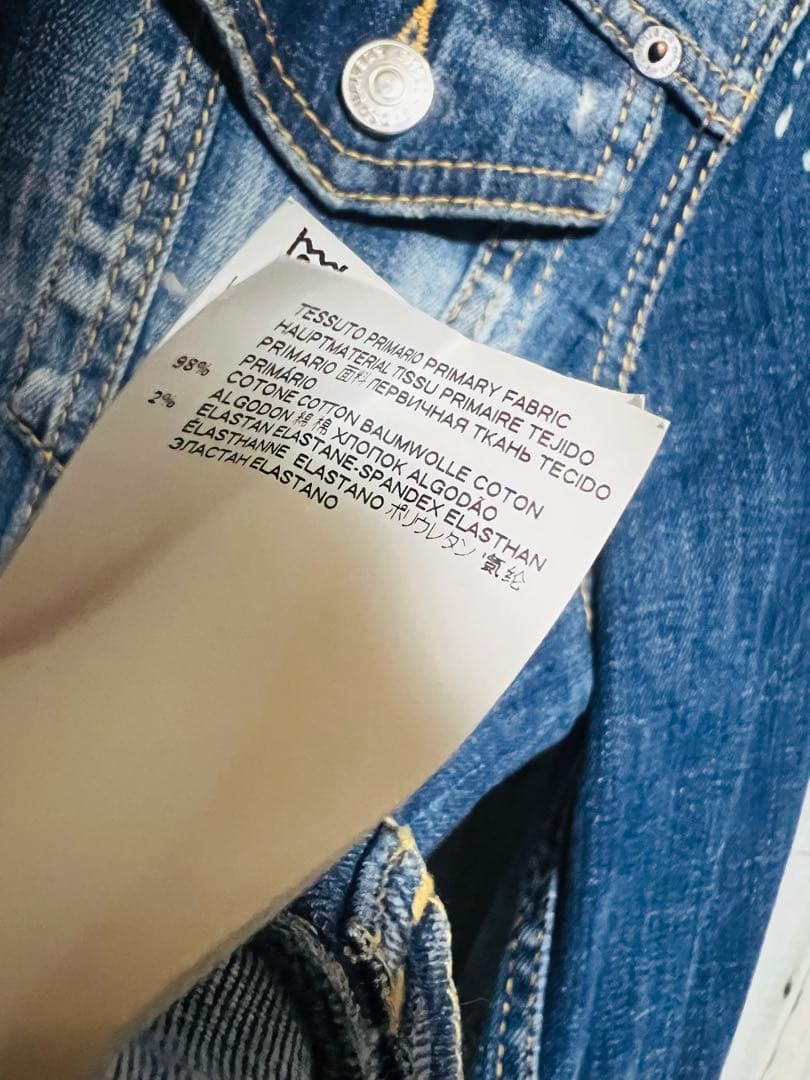 TESSUTO PRIMARIO PRIMARY FABRIC
HAUPTMATERIAL TISSU PRIMAIRE TEJIDO
PRIMARIO 面料 ПЕРВИЧНАЯ ТКАНЬ TECIDO
PRIMÁRIO
98% COTONE COTTON BAUMWOLLE COTON
ALGODON 綿 棉 ХЛОПОК ALGODÃO
2% ELASTAN ELASTANE-SPANDEX ELASTHAN
ÉLASTHANNE ELASTANO ポリウレタン 氨纶
ЭЛАСТАН ELASTANO